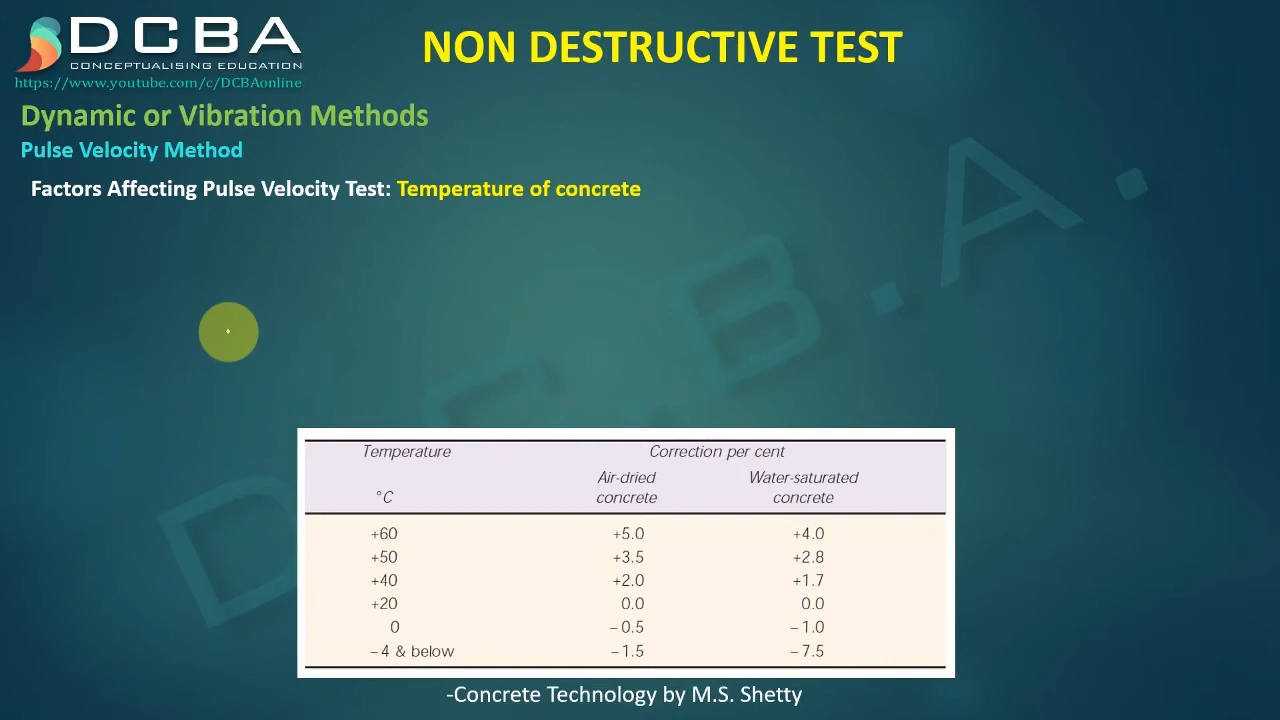 DCBA
CONCEPTUALISING EDUCATION
https://www.youtube.com/c/DCBAonline
NON DESTRUCTIVE TEST
Dynamic or Vibration Methods
Pulse Velocity Method
Factors Affecting Pulse Velocity Test: Temperature of concrete
D.C.B.A.
Temperature Correction per cent
Air-dried Water-saturated
°C concrete concrete
+60 +5.0 +4.0
+50 +3.5 +2.8
+40 +2.0 +1.7
+20 0.0 0.0
0 – 0.5 – 1.0
– 4 & below – 1.5 – 7.5
-Concrete Technology by M.S. Shetty